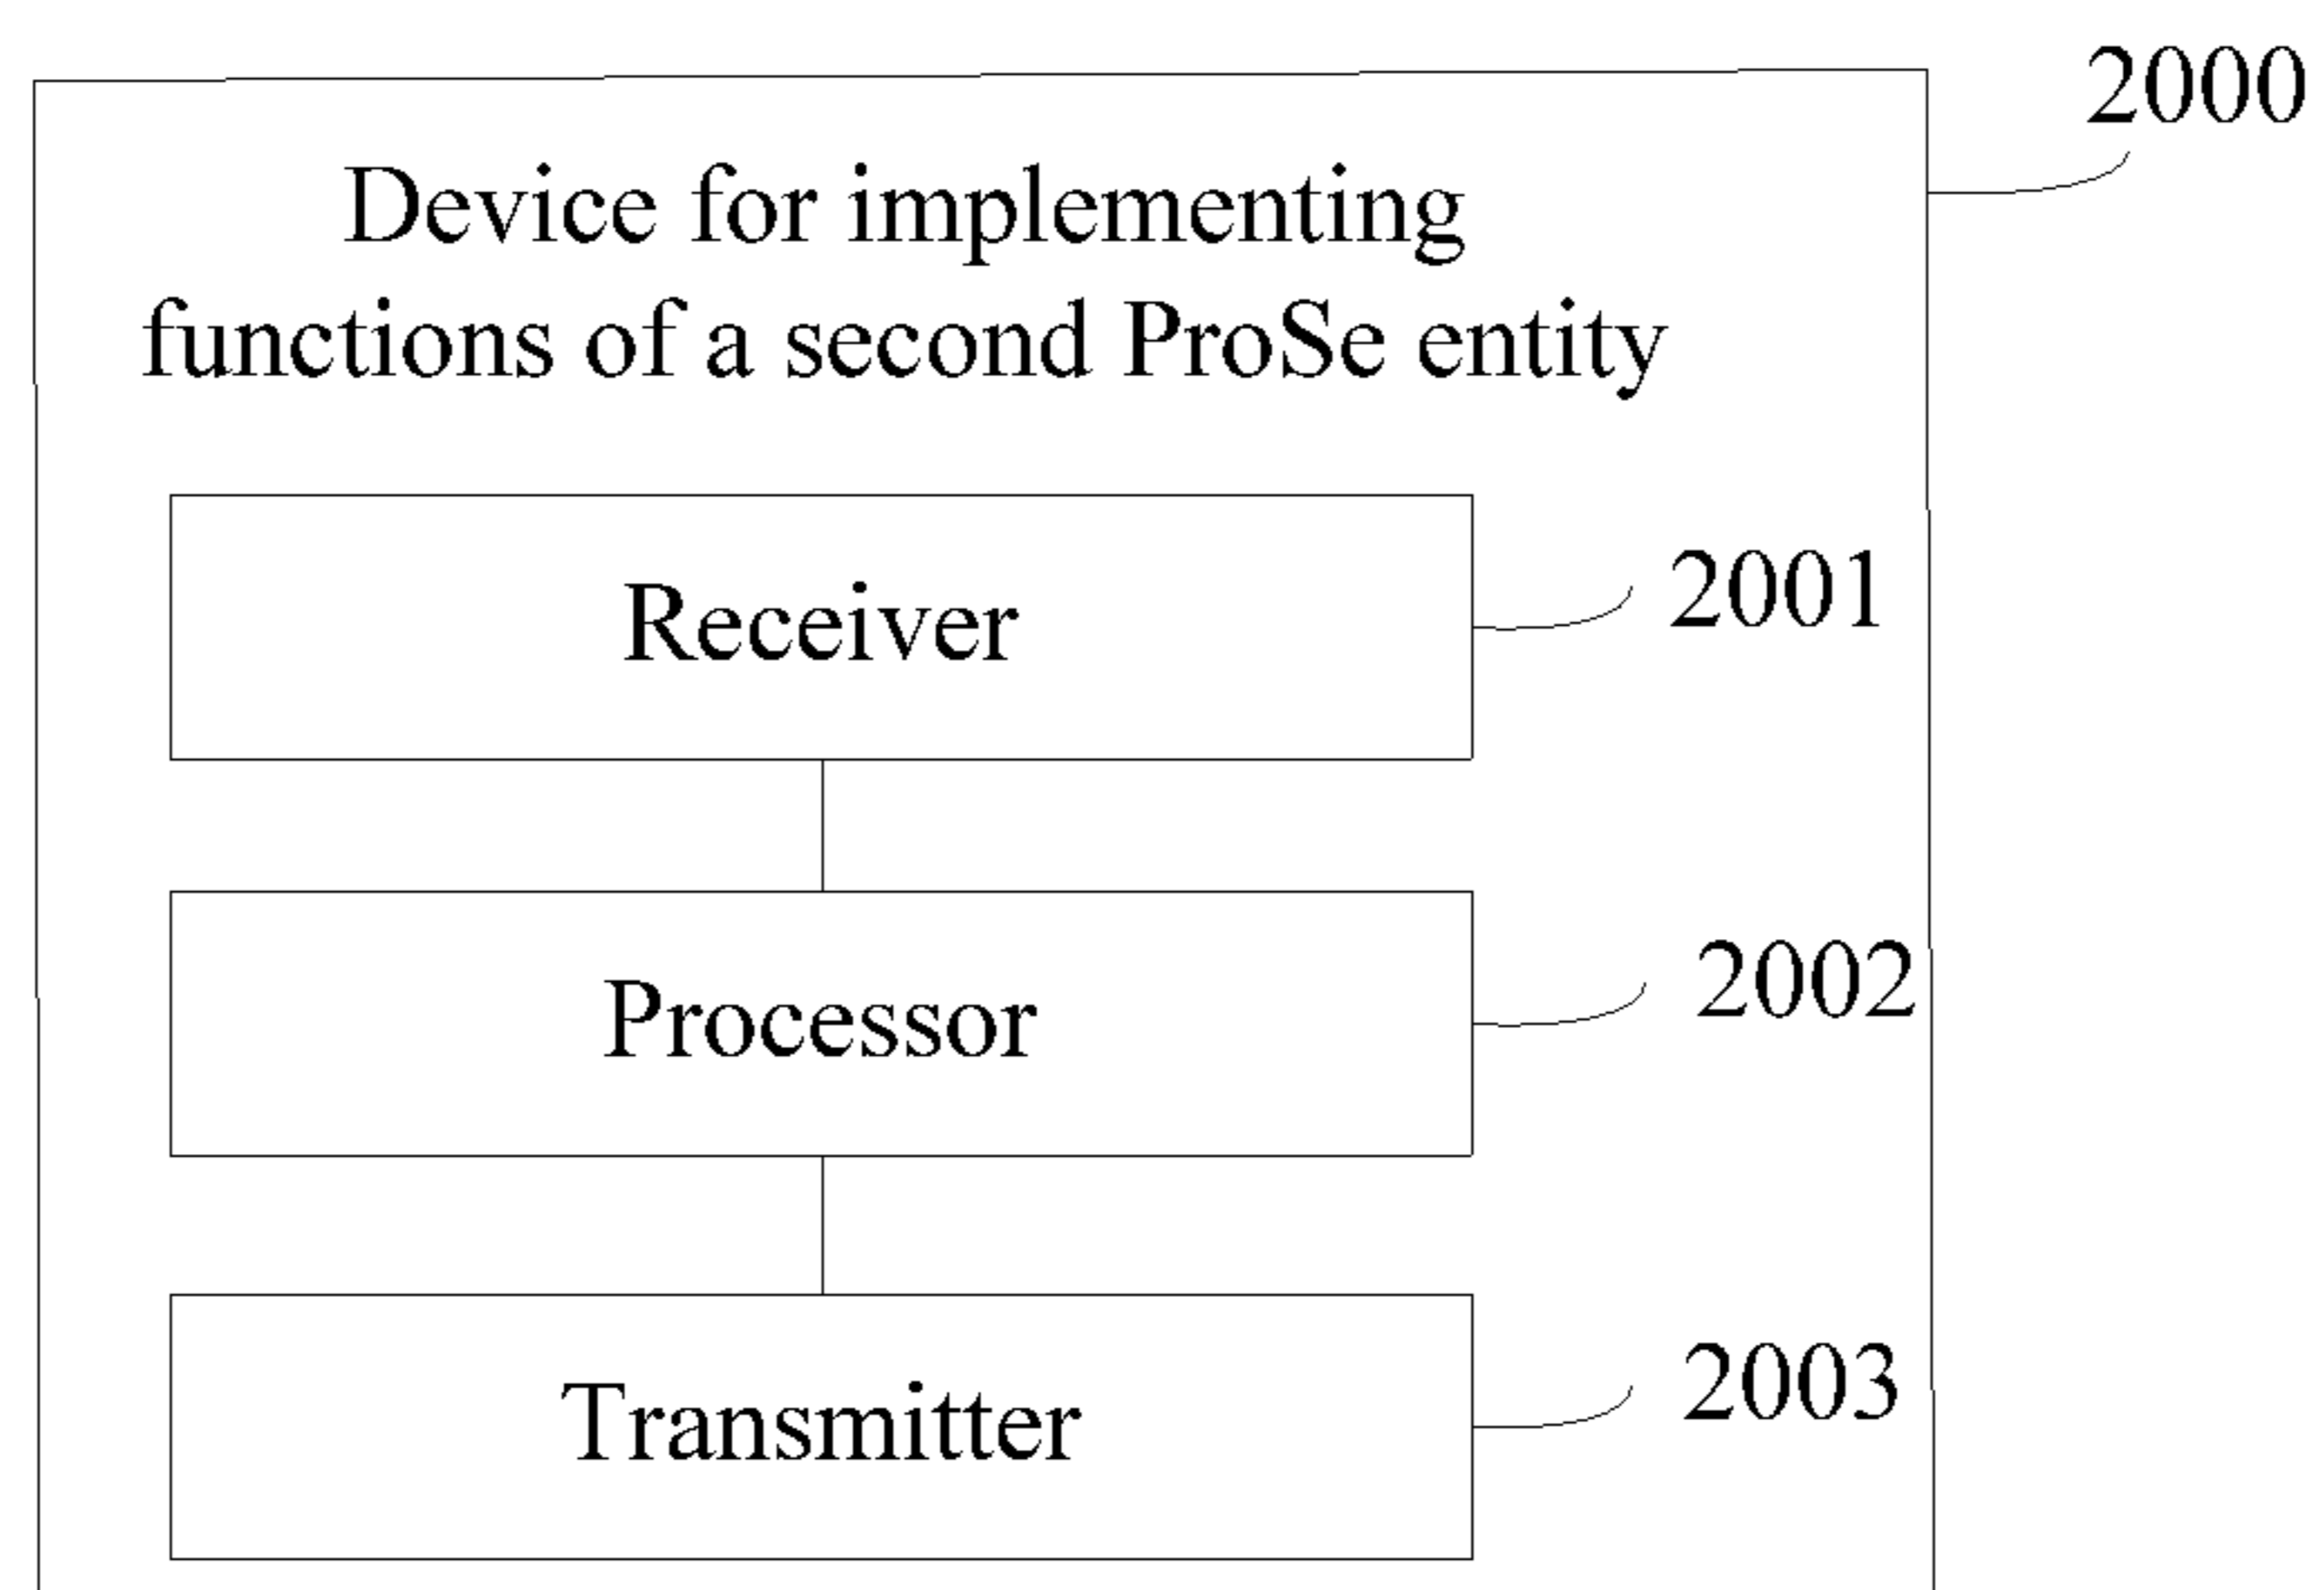 2000
Device for implementing
functions of a second ProSe entity
Receiver
2001
Processor
2002
Transmitter
2003